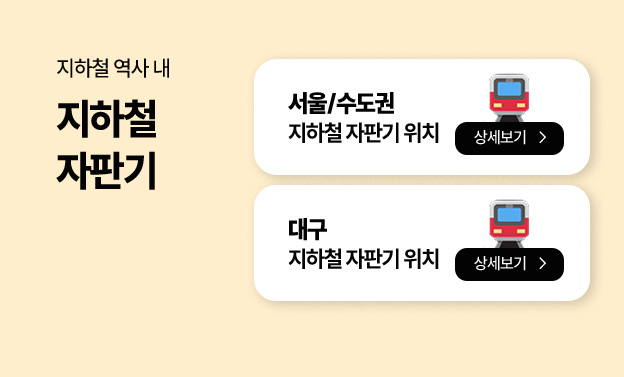 지하철 역사 내
지하철
자판기
서울/수도권
지하철 자판기 위치
상세보기
대구
지하철 자판기 위치
상세보기